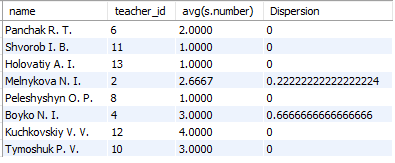 name teacher_id avg(s.number) Dispersion
Panchak R. T. 6 2.0000 0
Shvorob I. B. 11 1.0000 0
Holovatiy A. I. 13 1.0000 0
Melnykova N. I. 2 2.6667 0.22222222222222224
Peleshyshyn O. P. 8 1.0000 0
Boyko N. I. 4 3.0000 0.6666666666666666
Kuchkovskiy V. V. 12 4.0000 0
Tymoshuk P. V. 10 3.0000 0